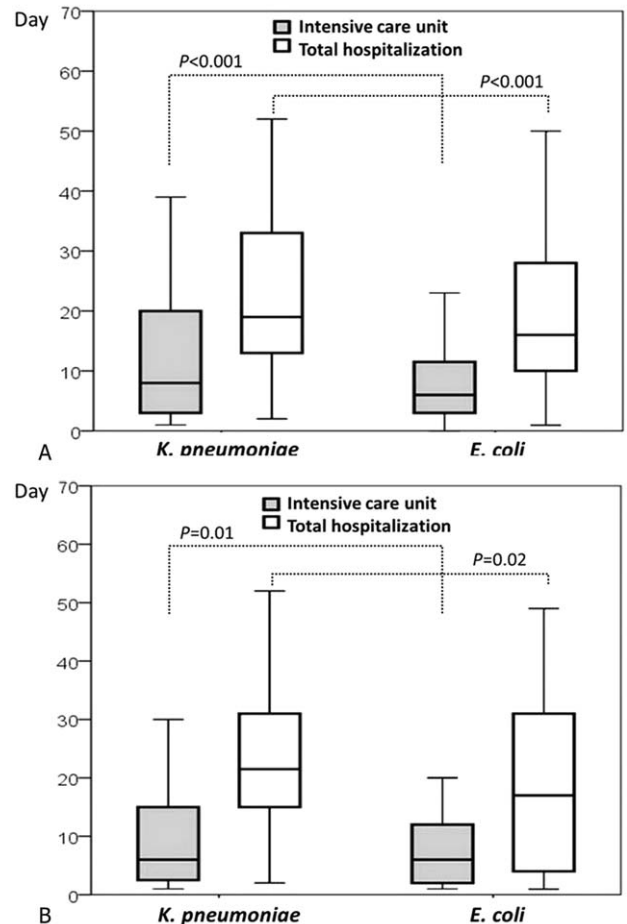 Day
70
Intensive care unit
Total hospitalization
60
P<0.001
P<0.001
50
40
30
20
10
0
A
K. pneumoniae
E. coli
Day
70
Intensive care unit
Total hospitalization
60
P=0.01
P=0.02
50
40
30
20
10
0
B
K. pneumoniae
E. coli